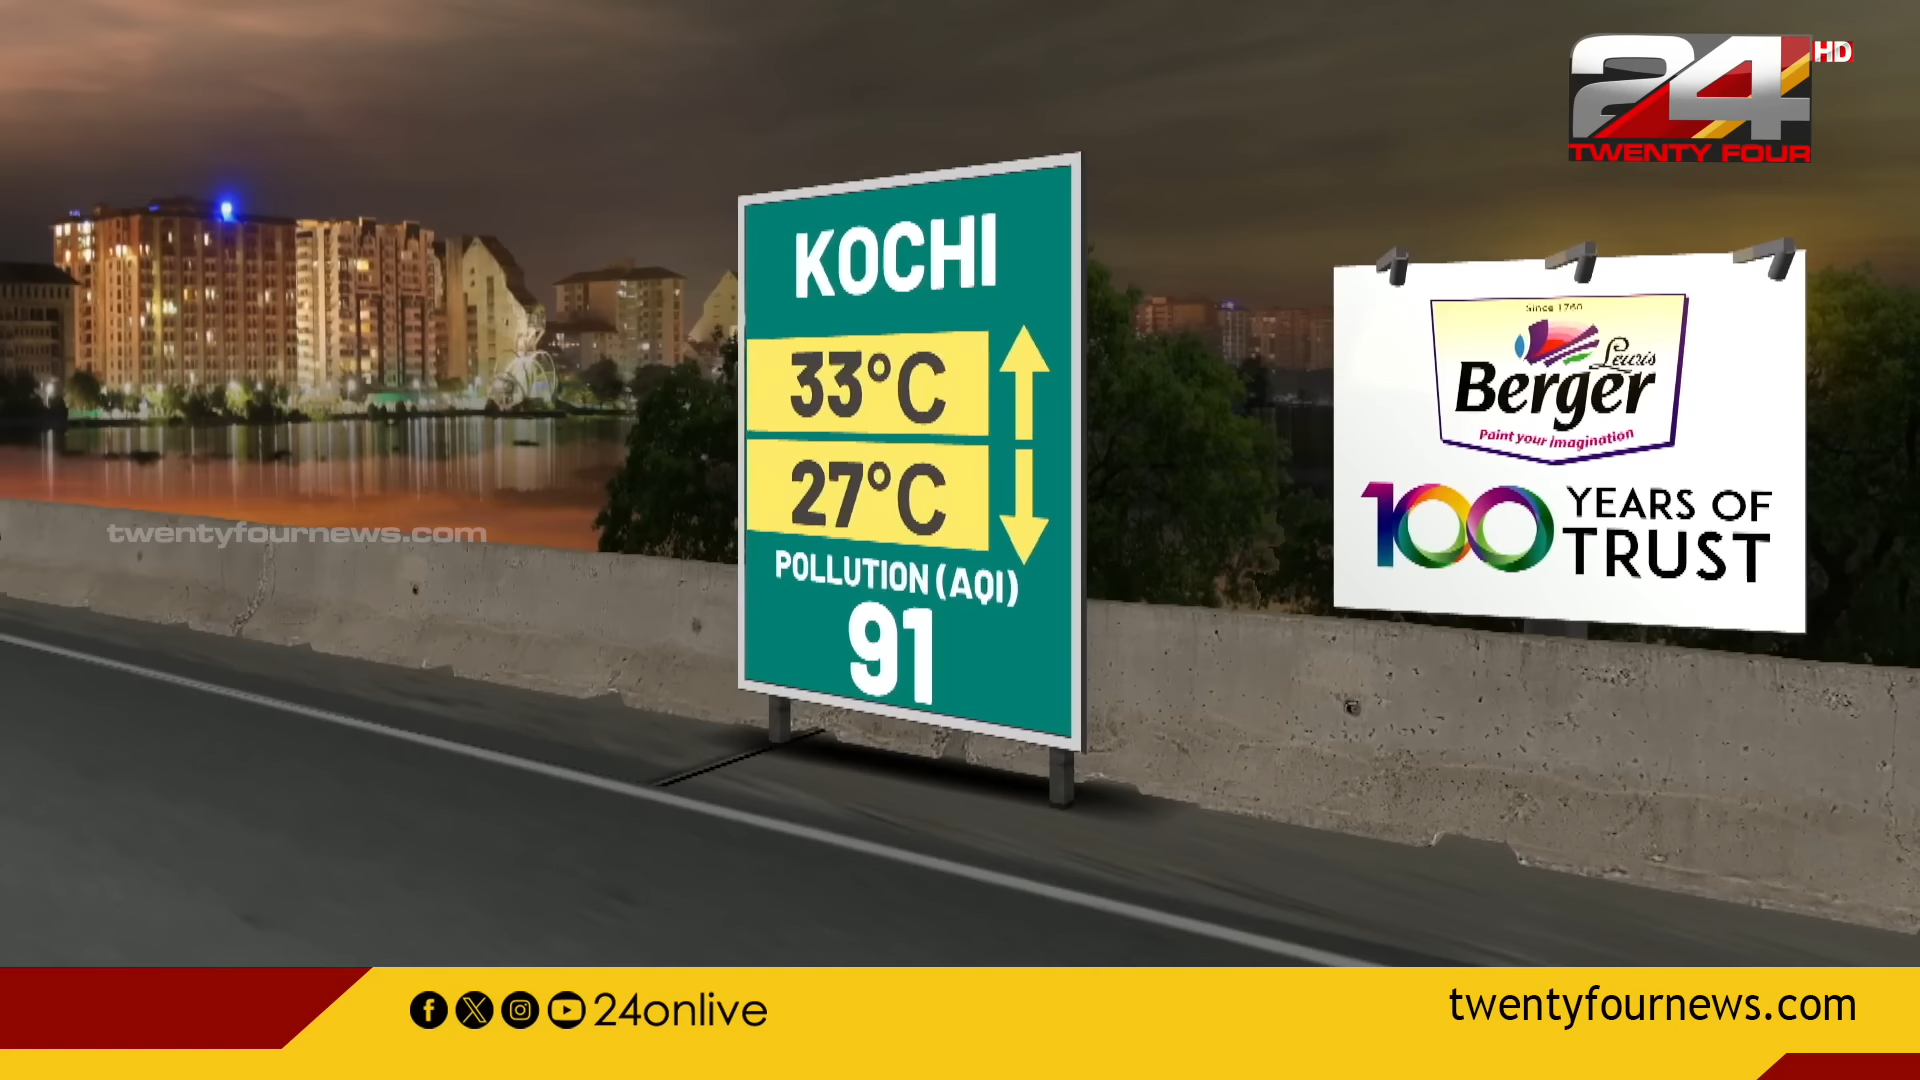 24
HD
TWENTY FOUR
KOCHI
33°C
27°C
POLLUTION (AQI)
91
Since 1760
Lewis
Berger
Paint your imagination
100 YEARS OF
TRUST
twentyfournews.com
24onlive
twentyfournews.com